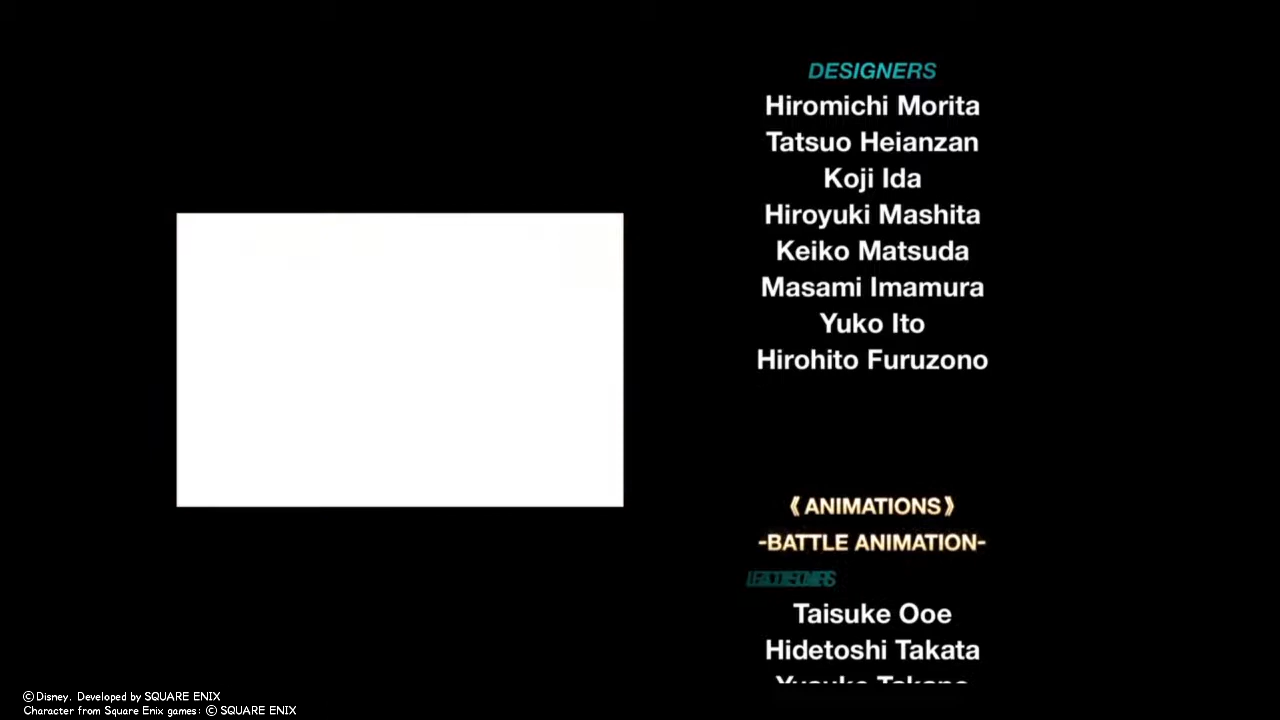 DESIGNERS
Hiromichi Morita
Tatsuo Heianzan
Koji Ida
Hiroyuki Mashita
Keiko Matsuda
Masami Imamura
Yuko Ito
Hirohito Furuzono
《ANIMATIONS》
-BATTLE ANIMATION-
Taisuke Ooe
Hidetoshi Takata
©Disney. Developed by SQUARE ENIX
Character from Square Enix games: © SQUARE ENIX